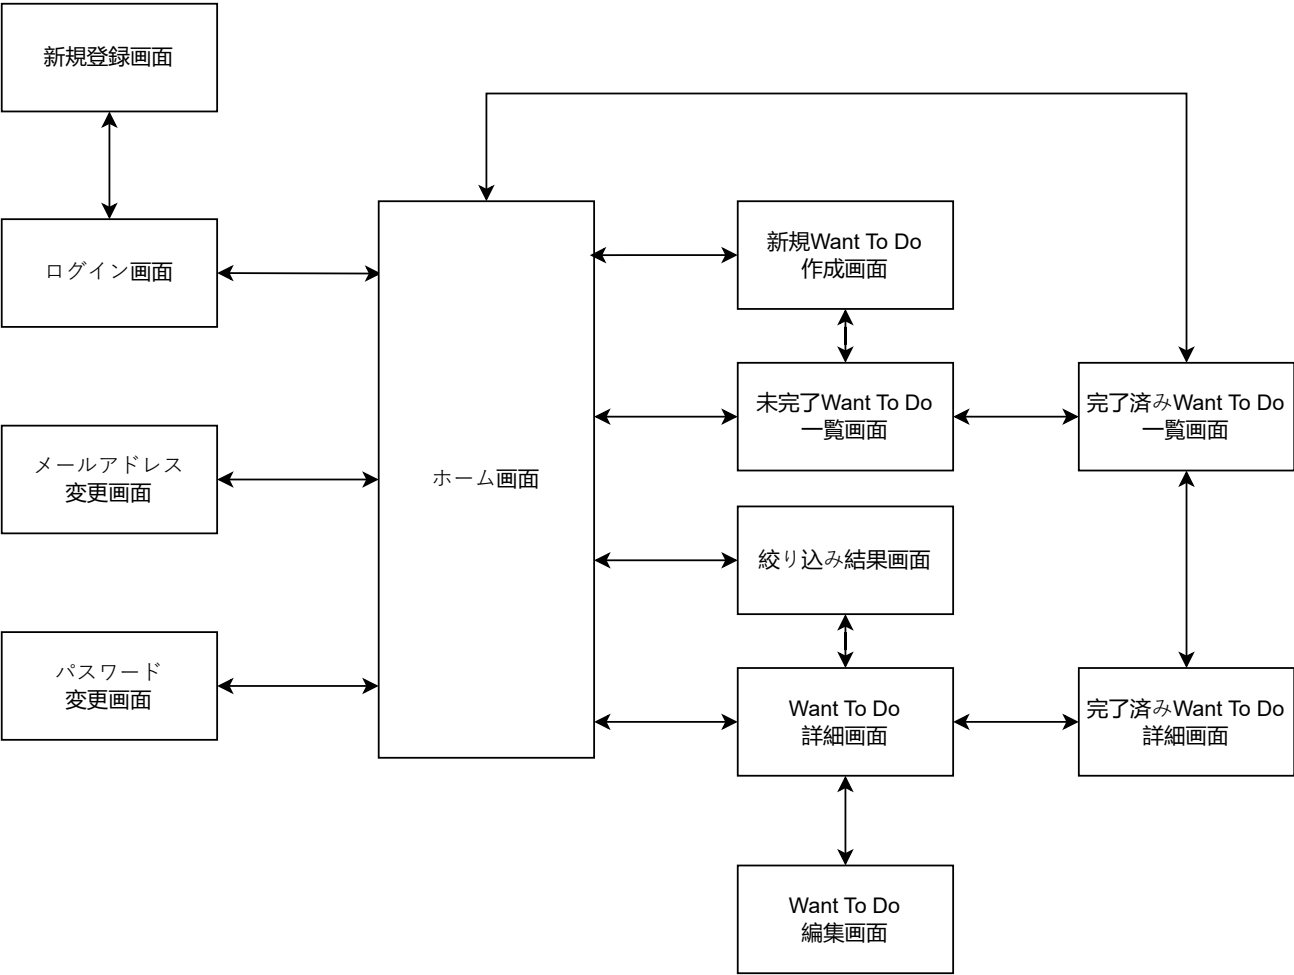 新規登録画面
ログイン画面
メールアドレス
変更画面
パスワード
変更画面
ホーム画面
新規Want To Do
作成画面
未完了Want To Do
一覧画面
絞り込み結果画面
Want To Do
詳細画面
Want To Do
編集画面
完了済みWant To Do
一覧画面
完了済みWant To Do
詳細画面